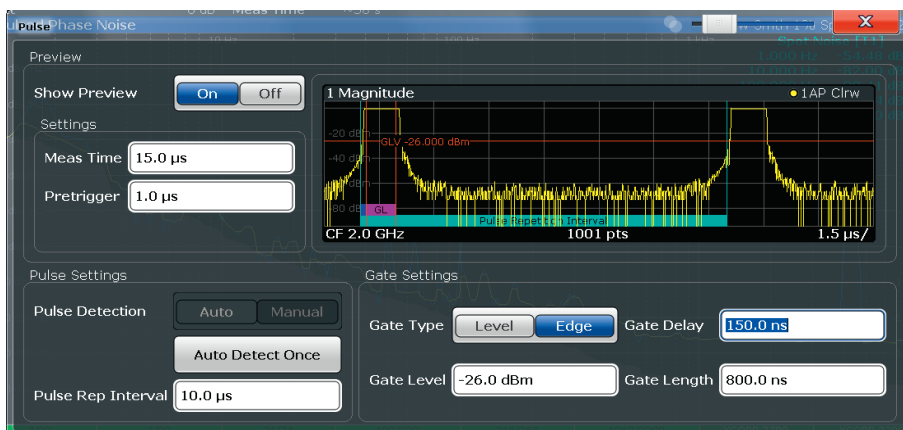 Pulse Phase Noise
Preview
Show Preview On Off
Settings
Meas Time 15.0 µs
Pretrigger 1.0 µs
1 Magnitude 1AP Clrw
-20 dBm
GLV -26.000 dBm
-40 dBm
GL
Pulse Repetition Interval
CF 2.0 GHz 1001 pts 1.5 µs/
Pulse Settings
Pulse Detection Auto Manual
Auto Detect Once
Pulse Rep Interval 10.0 µs
Gate Settings
Gate Type Level Edge Gate Delay 150.0 ns
Gate Level -26.0 dBm Gate Length 800.0 ns